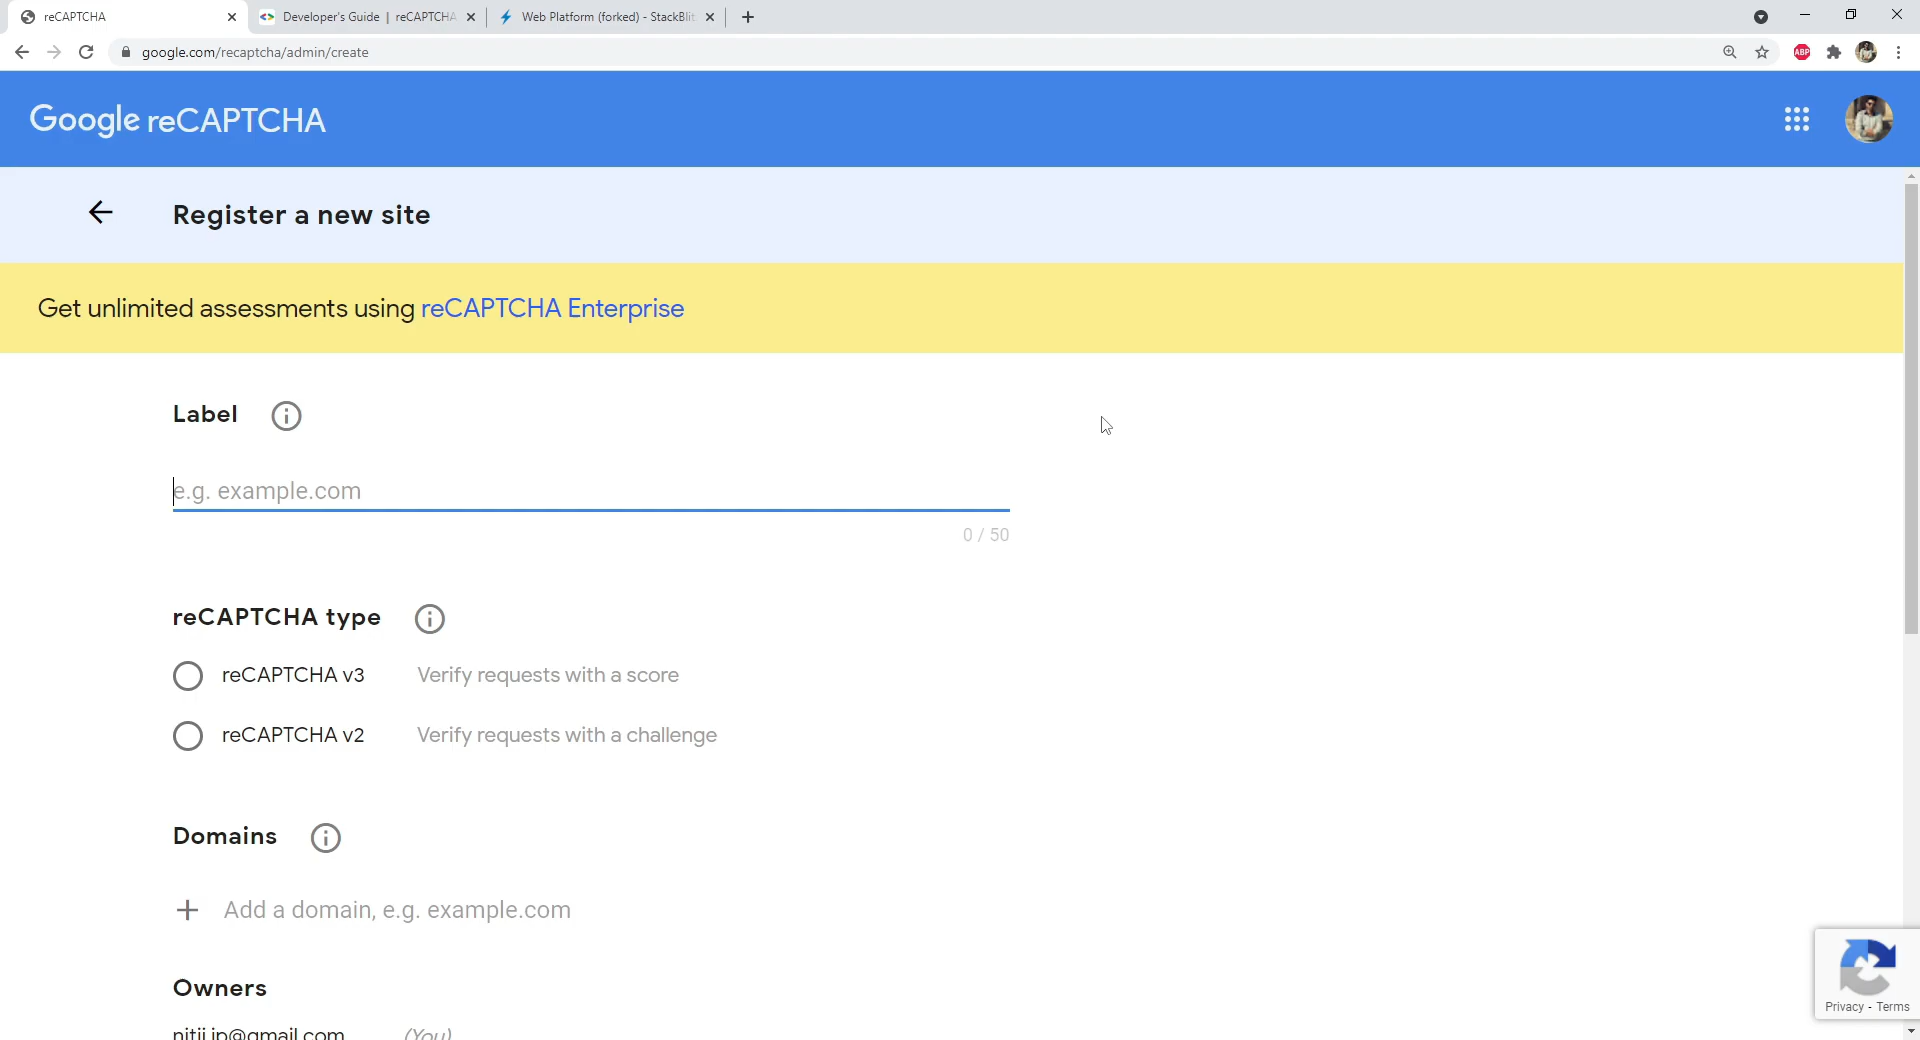 reCAPTCHA
Developer's Guide | reCAPTCHA
Web Platform (forked) - StackBlit
google.com/recaptcha/admin/create
ABP
Google reCAPTCHA
Register a new site
Get unlimited assessments using reCAPTCHA Enterprise
Label
e.g. example.com
0 / 50
reCAPTCHA type
reCAPTCHA v3 Verify requests with a score
reCAPTCHA v2 Verify requests with a challenge
Domains
Add a domain, e.g. example.com
Owners
(You)
Privacy - Terms